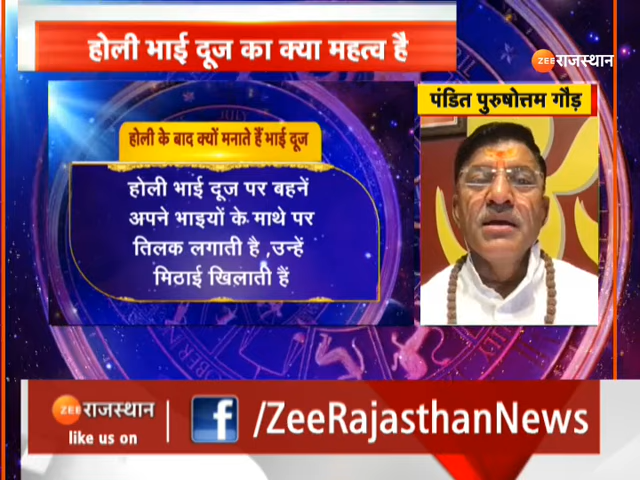 होली भाई दूज का क्या महत्व है
ZEE राजस्थान
पंडित पुरुषोत्तम गौड़
होली के बाद क्यों मनाते हैं भाई दूज
होली भाई दूज पर बहनें
अपने भाइयों के माथे पर
तिलक लगाती है ,उन्हें
मिठाई खिलाती हैं
ZEE राजस्थान
like us on
f /ZeeRajasthanNews